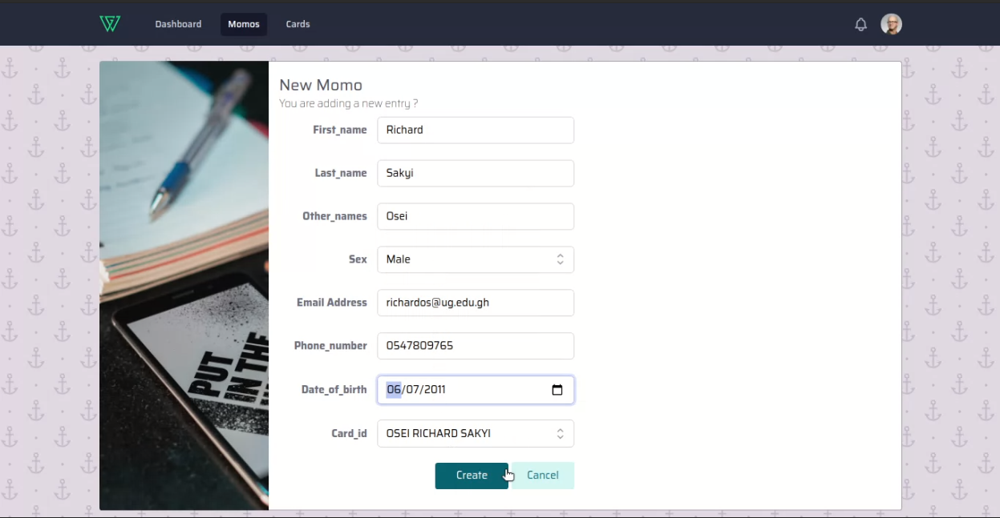 Dashboard Momos Cards
New Momo
You are adding a new entry ?
First_name Richard
Last_name Sakyi
Other_names Osei
Sex Male
Email Address richardos@ug.edu.gh
Phone_number 0547809765
Date_of_birth 06/07/2011
Card_id OSEI RICHARD SAKYI
Create Cancel
PUT
IN THE